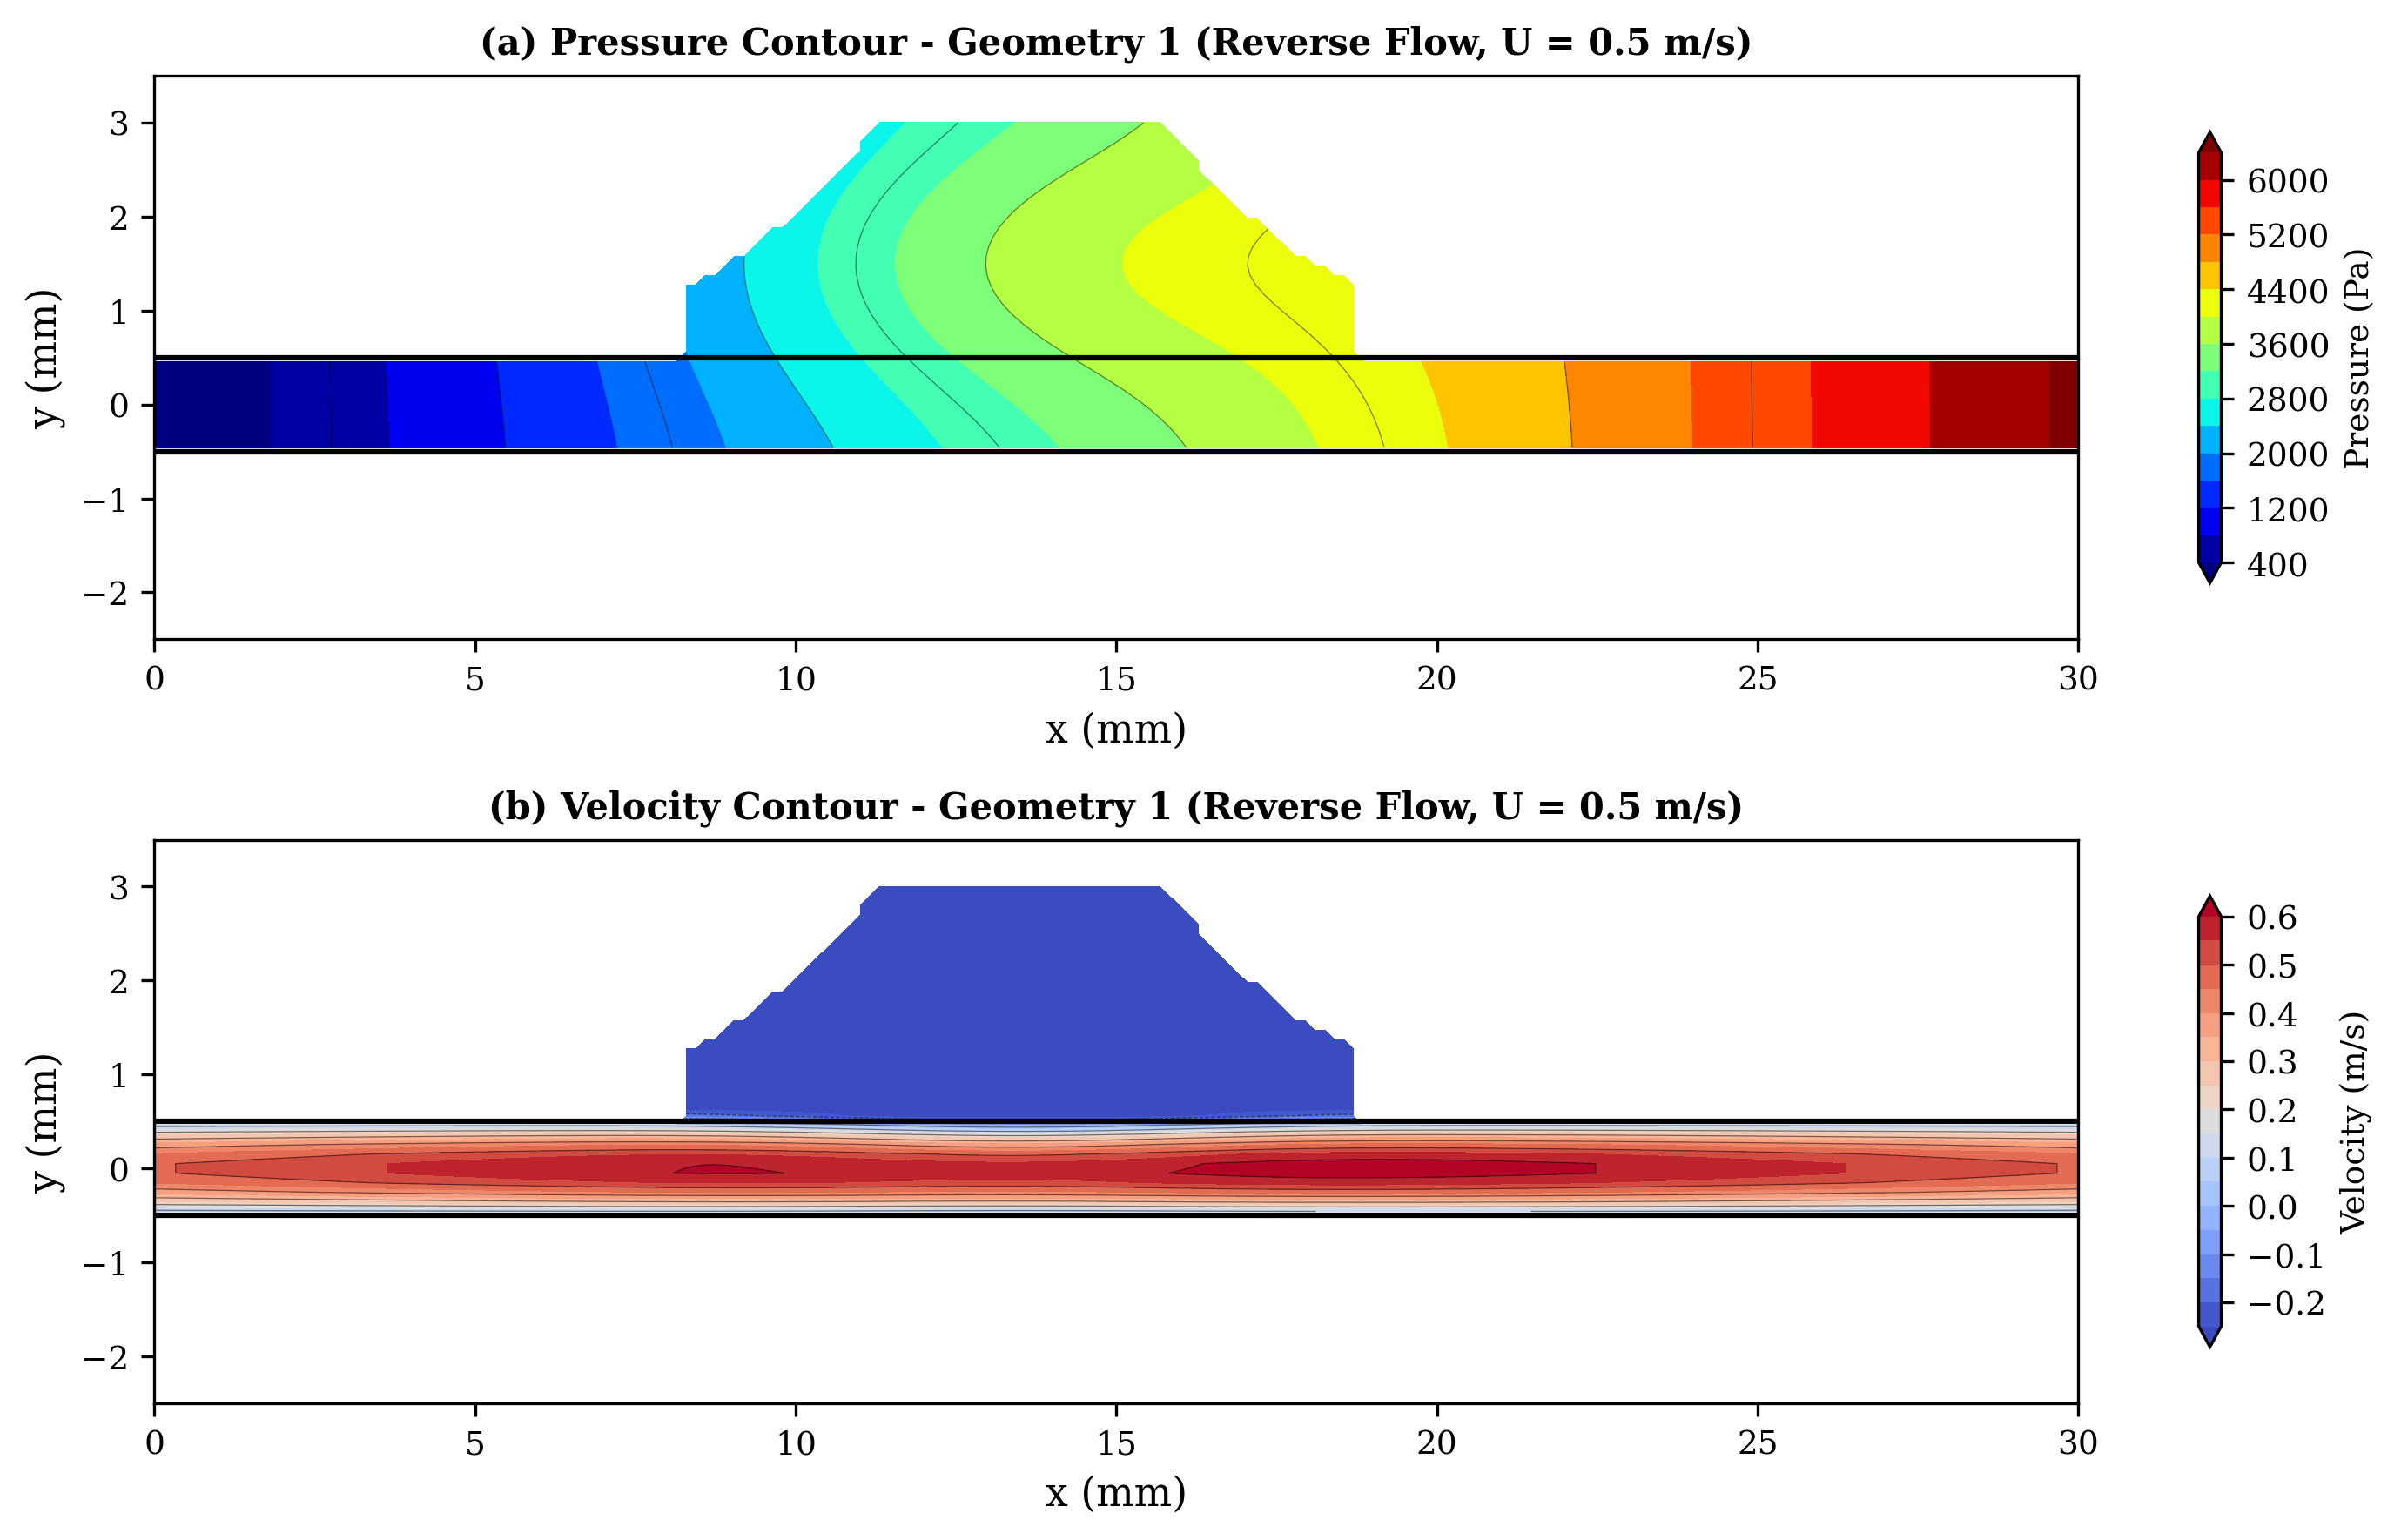 (a) Pressure Contour - Geometry 1 (Reverse Flow, U = 0.5 m/s)
3
2
1
0
−1
−2
y (mm)
0 5 10 15 20 25 30
x (mm)
6000
5200
4400
3600
2800
2000
1200
400
Pressure (Pa)
(b) Velocity Contour - Geometry 1 (Reverse Flow, U = 0.5 m/s)
3
2
1
0
−1
−2
y (mm)
0 5 10 15 20 25 30
x (mm)
0.6
0.5
0.4
0.3
0.2
0.1
0.0
−0.1
−0.2
Velocity (m/s)